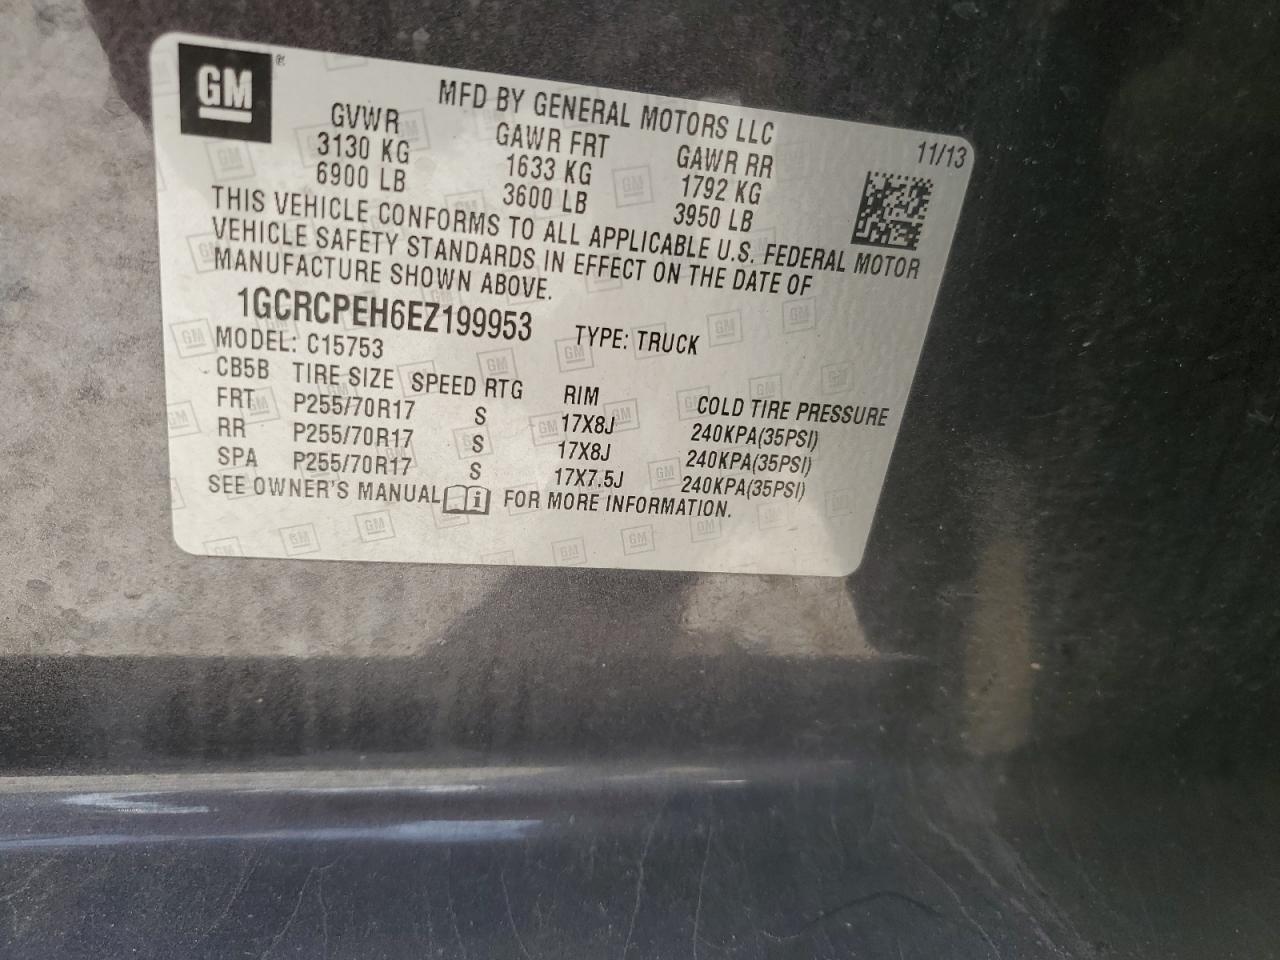 GM ®
MFD BY GENERAL MOTORS LLC
11/13
GVWR GAWR FRT GAWR RR
3130 KG 1633 KG 1792 KG
6900 LB 3600 LB 3950 LB
THIS VEHICLE CONFORMS TO ALL APPLICABLE U.S. FEDERAL MOTOR
VEHICLE SAFETY STANDARDS IN EFFECT ON THE DATE OF
MANUFACTURE SHOWN ABOVE.
1GCRCPEH6EZ199953 TYPE: TRUCK
MODEL: C15753
CB5B TIRE SIZE SPEED RTG RIM COLD TIRE PRESSURE
FRT P255/70R17 S 17X8J 240KPA(35PSI)
RR P255/70R17 S 17X8J 240KPA(35PSI)
SPA P255/70R17 S 17X7.5J 240KPA(35PSI)
SEE OWNER'S MANUAL i FOR MORE INFORMATION.